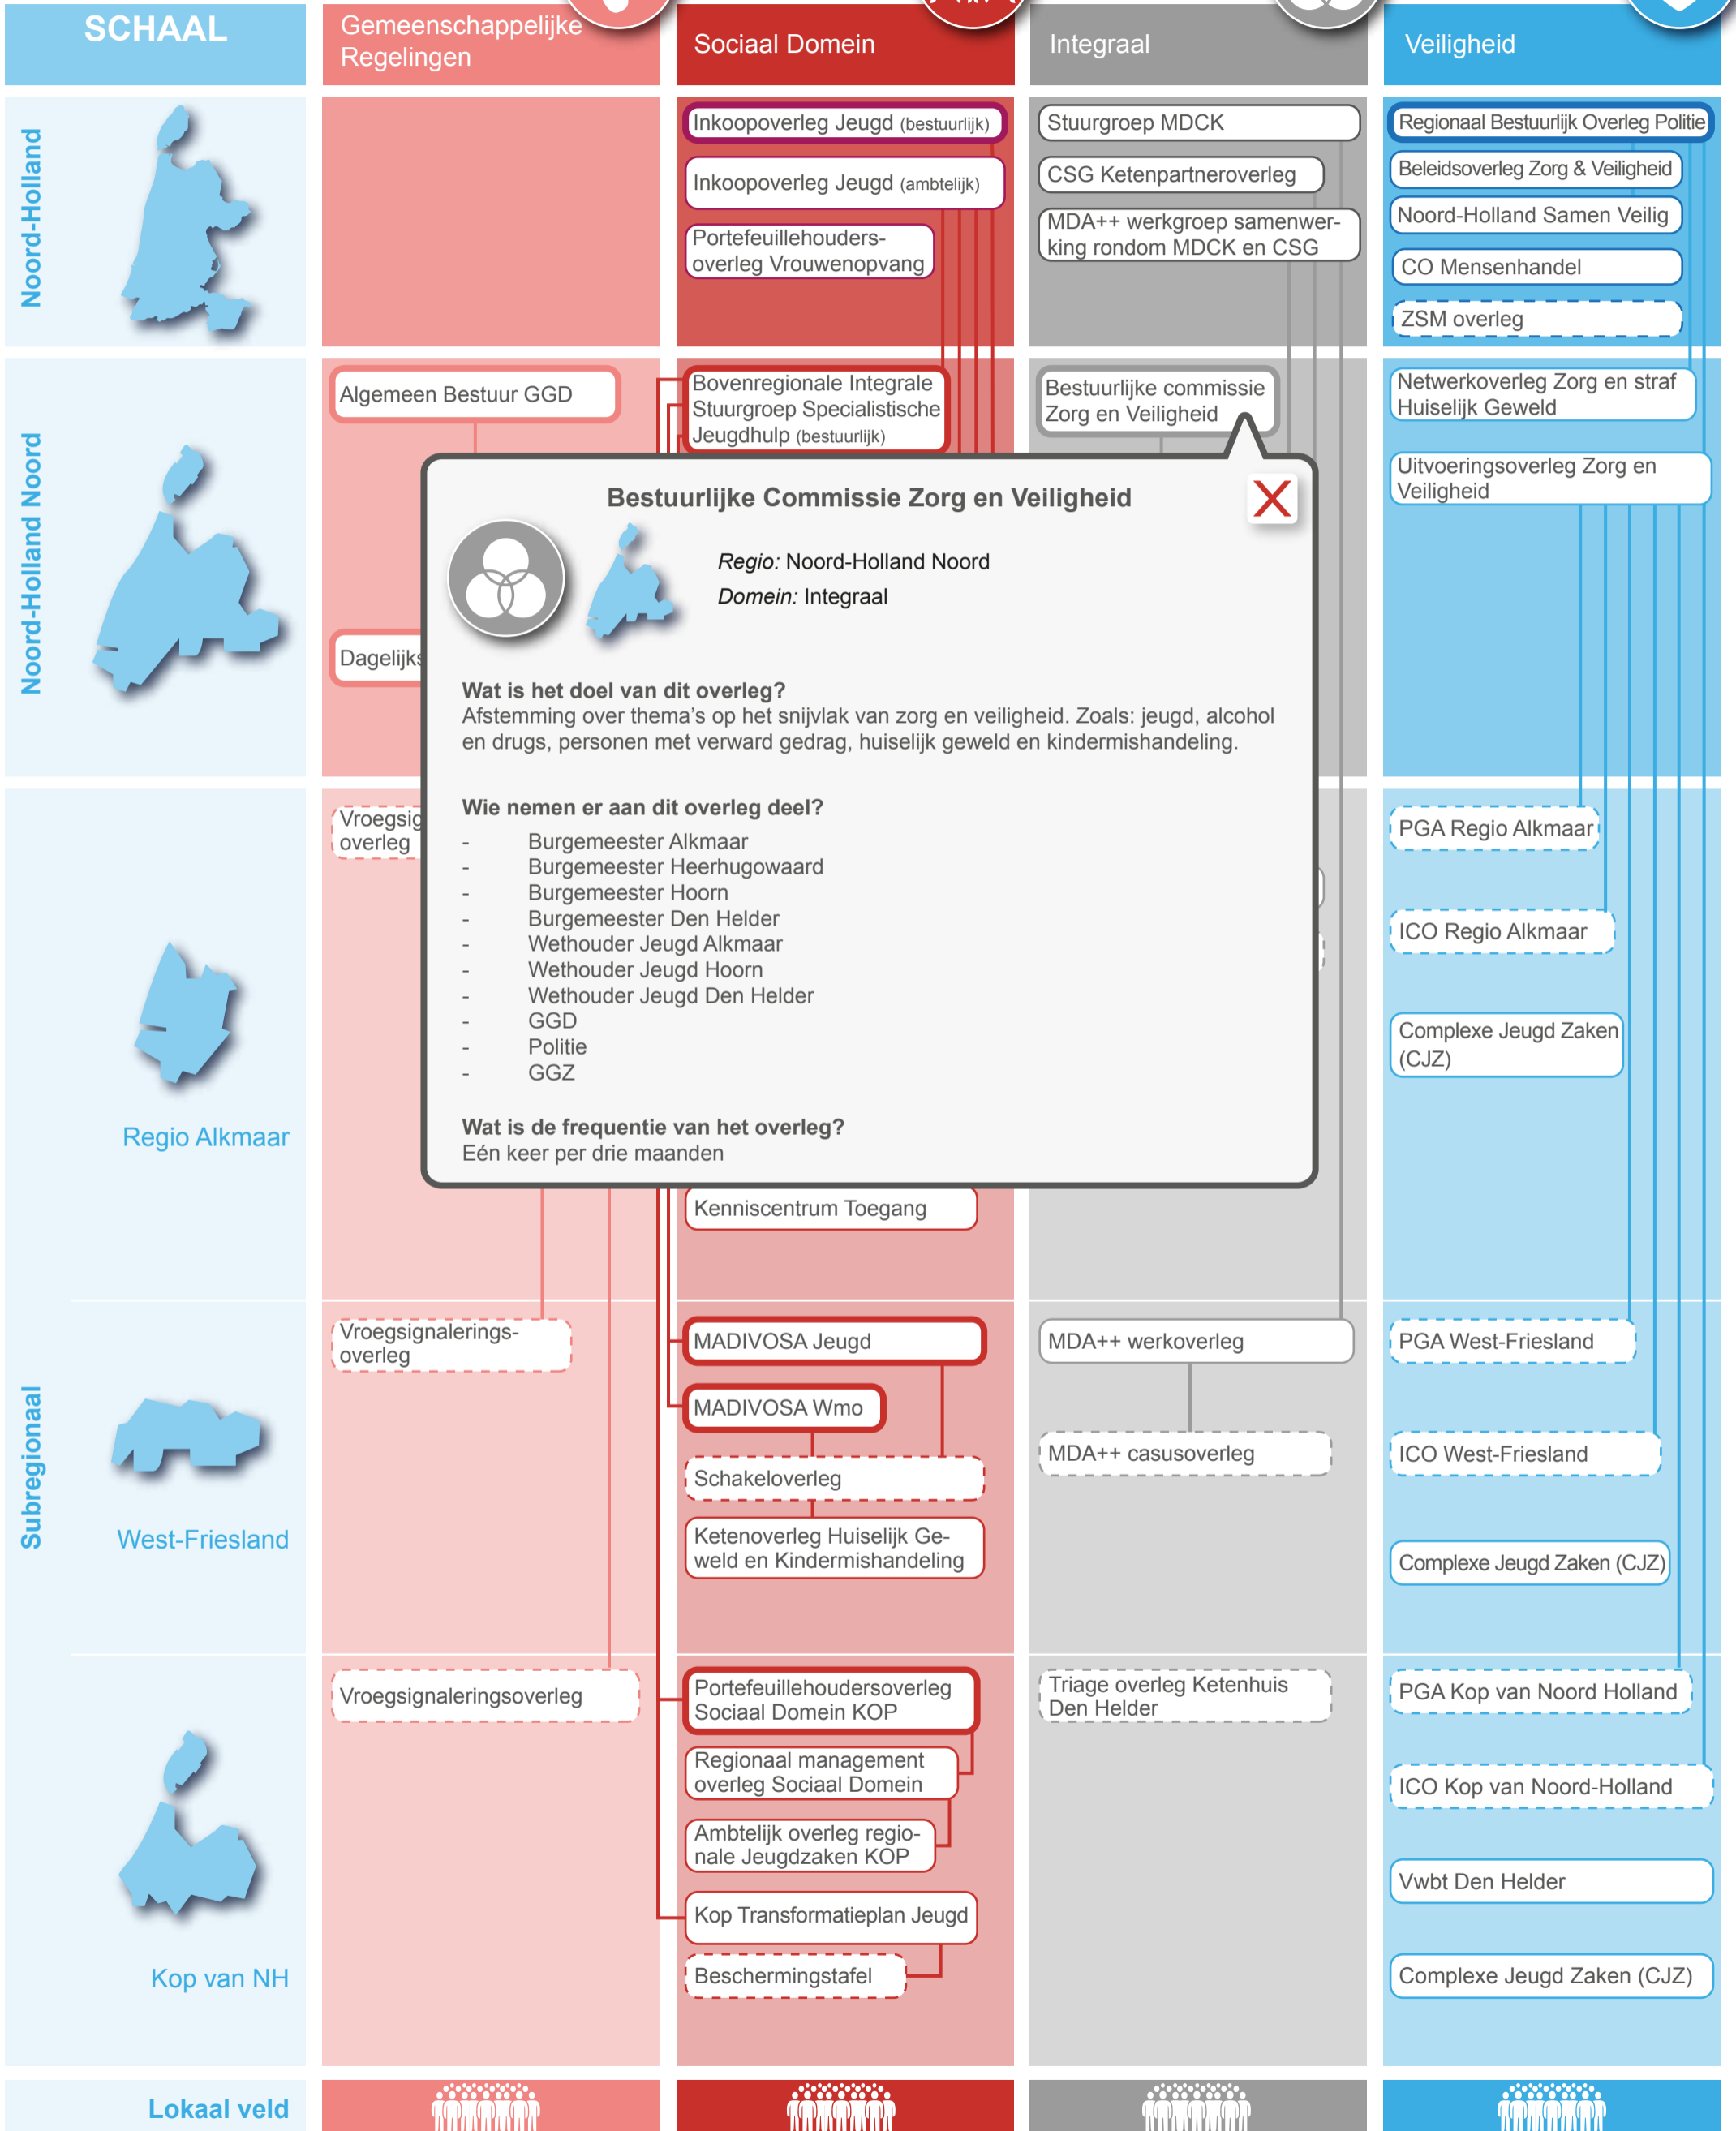 SCHAAL
Gemeenschappelijke
Regelingen
Sociaal Domein
Integraal
Veiligheid
Noord-Holland
Inkoopoverleg Jeugd (bestuurlijk)
Inkoopoverleg Jeugd (ambtelijk)
Portefeuillehouders-
overleg Vrouwenopvang
Stuurgroep MDCK
CSG Ketenpartneroverleg
MDA++ werkgroep samenwer-
king rondom MDCK en CSG
Regionaal Bestuurlijk Overleg Politie
Beleidsoverleg Zorg & Veiligheid
Noord-Holland Samen Veilig
CO Mensenhandel
ZSM overleg
Noord-Holland Noord
Algemeen Bestuur GGD
Dagelijks
Bovenregionale Integrale
Stuurgroep Specialistische
Jeugdhulp (bestuurlijk)
Bestuurlijke commissie
Zorg en Veiligheid
Netwerkoverleg Zorg en straf
Huiselijk Geweld
Uitvoeringsoverleg Zorg en
Veiligheid
Bestuurlijke Commissie Zorg en Veiligheid
X
Regio: Noord-Holland Noord
Domein: Integraal
Wat is het doel van dit overleg?
Afstemming over thema's op het snijvlak van zorg en veiligheid. Zoals: jeugd, alcohol
en drugs, personen met verward gedrag, huiselijk geweld en kindermishandeling.
Wie nemen er aan dit overleg deel?
- Burgemeester Alkmaar
- Burgemeester Heerhugowaard
- Burgemeester Hoorn
- Burgemeester Den Helder
- Wethouder Jeugd Alkmaar
- Wethouder Jeugd Hoorn
- Wethouder Jeugd Den Helder
- GGD
- Politie
- GGZ
Wat is de frequentie van het overleg?
Eén keer per drie maanden
Subregionaal
Regio Alkmaar
Vroegsig
overleg
Kenniscentrum Toegang
PGA Regio Alkmaar
ICO Regio Alkmaar
Complexe Jeugd Zaken
(CJZ)
West-Friesland
Vroegsignalerings-
overleg
MADIVOSA Jeugd
MADIVOSA Wmo
Schakeloverleg
Ketenoverleg Huiselijk Ge-
weld en Kindermishandeling
MDA++ werkoverleg
MDA++ casusoverleg
PGA West-Friesland
ICO West-Friesland
Complexe Jeugd Zaken (CJZ)
Kop van NH
Vroegsignaleringsoverleg
Portefeuillehoudersoverleg
Sociaal Domein KOP
Regionaal management
overleg Sociaal Domein
Ambtelijk overleg regio-
nale Jeugdzaken KOP
Kop Transformatieplan Jeugd
Beschermingstafel
Triage overleg Ketenhuis
Den Helder
PGA Kop van Noord Holland
ICO Kop van Noord-Holland
Vwbt Den Helder
Complexe Jeugd Zaken (CJZ)
Lokaal veld